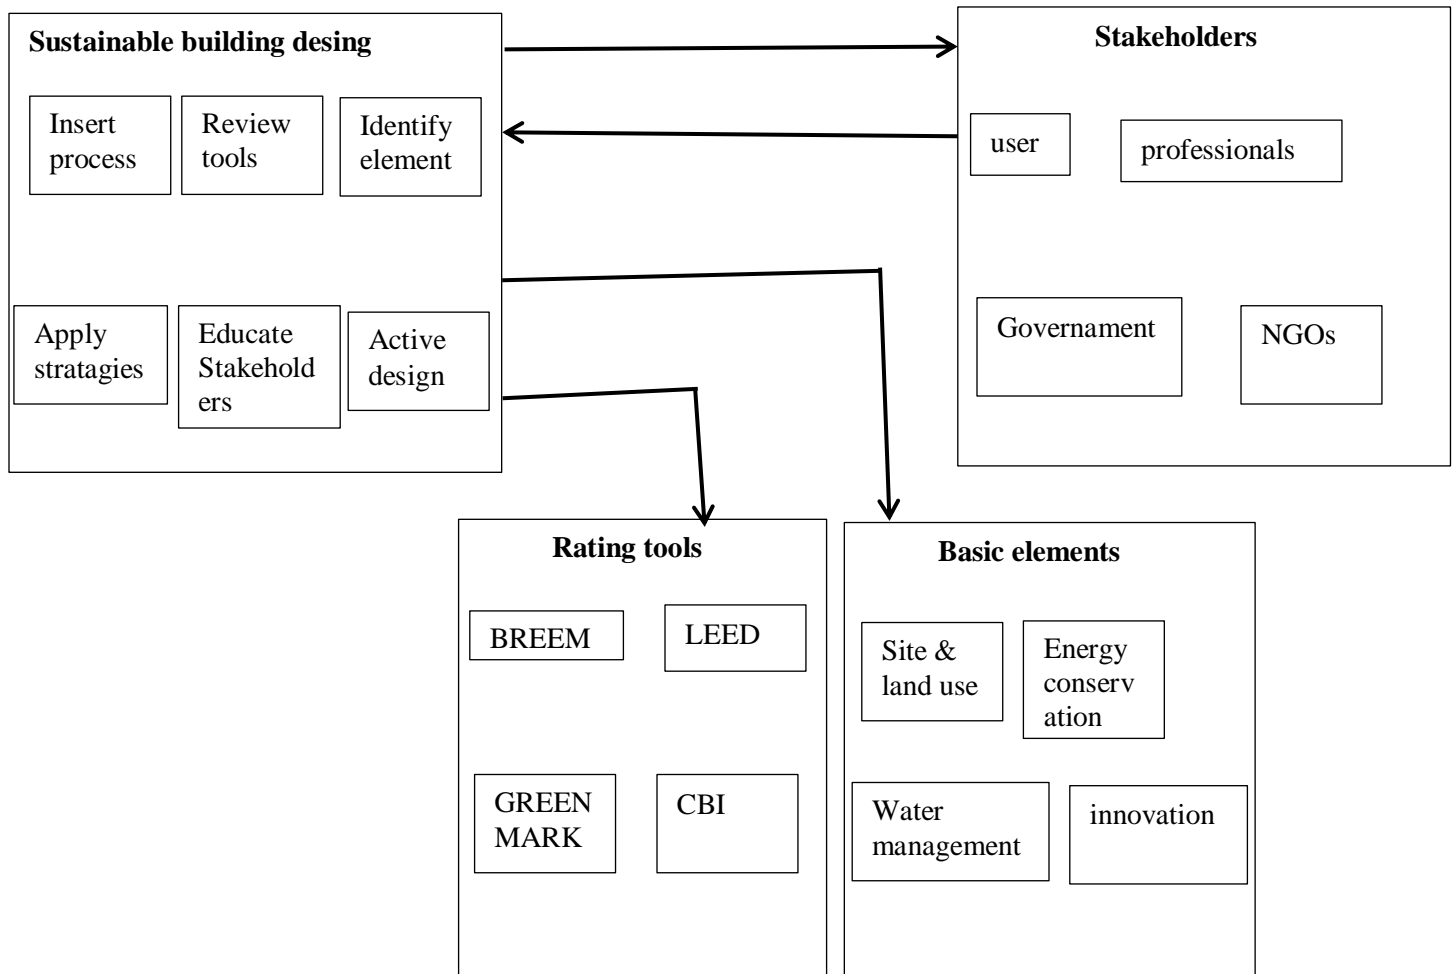 Sustainable building desing
Insert
process
Review
tools
Identify
element
Apply
stratagies
Educate
Stakehold
ers
Active
design
Stakeholders
user
professionals
Governament
NGOs
Rating tools
BREEM
LEED
GREEN
MARK
CBI
Basic elements
Site &
land use
Energy
conserv
ation
Water
management
innovation